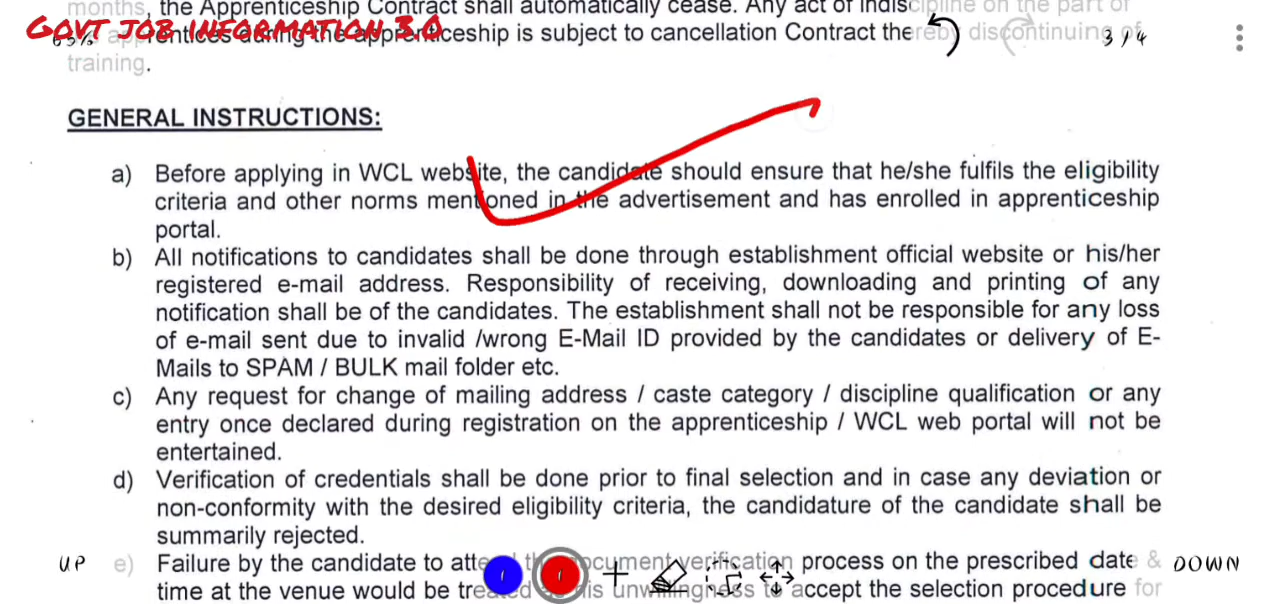 months, the Apprenticeship Contract shall automatically cease. Any act of indiscipline on the part of
GOVT JOB INFORMATION 3.0
apprentices during the apprenticeship is subject to cancellation Contract thereby discontinuing of
3/4
training.
GENERAL INSTRUCTIONS:
a) Before applying in WCL website, the candidate should ensure that he/she fulfils the eligibility
criteria and other norms mentioned in the advertisement and has enrolled in apprenticeship
portal.
b) All notifications to candidates shall be done through establishment official website or his/her
registered e-mail address. Responsibility of receiving, downloading and printing of any
notification shall be of the candidates. The establishment shall not be responsible for any loss
of e-mail sent due to invalid /wrong E-Mail ID provided by the candidates or delivery of E-
Mails to SPAM / BULK mail folder etc.
c) Any request for change of mailing address / caste category / discipline qualification or any
entry once declared during registration on the apprenticeship / WCL web portal will not be
entertained.
d) Verification of credentials shall be done prior to final selection and in case any deviation or
non-conformity with the desired eligibility criteria, the candidature of the candidate shall be
summarily rejected.
UP
e) Failure by the candidate to attend the document verification process on the prescribed date &
DOWN
time at the venue would be treated as his unwillingness to accept the selection procedure for